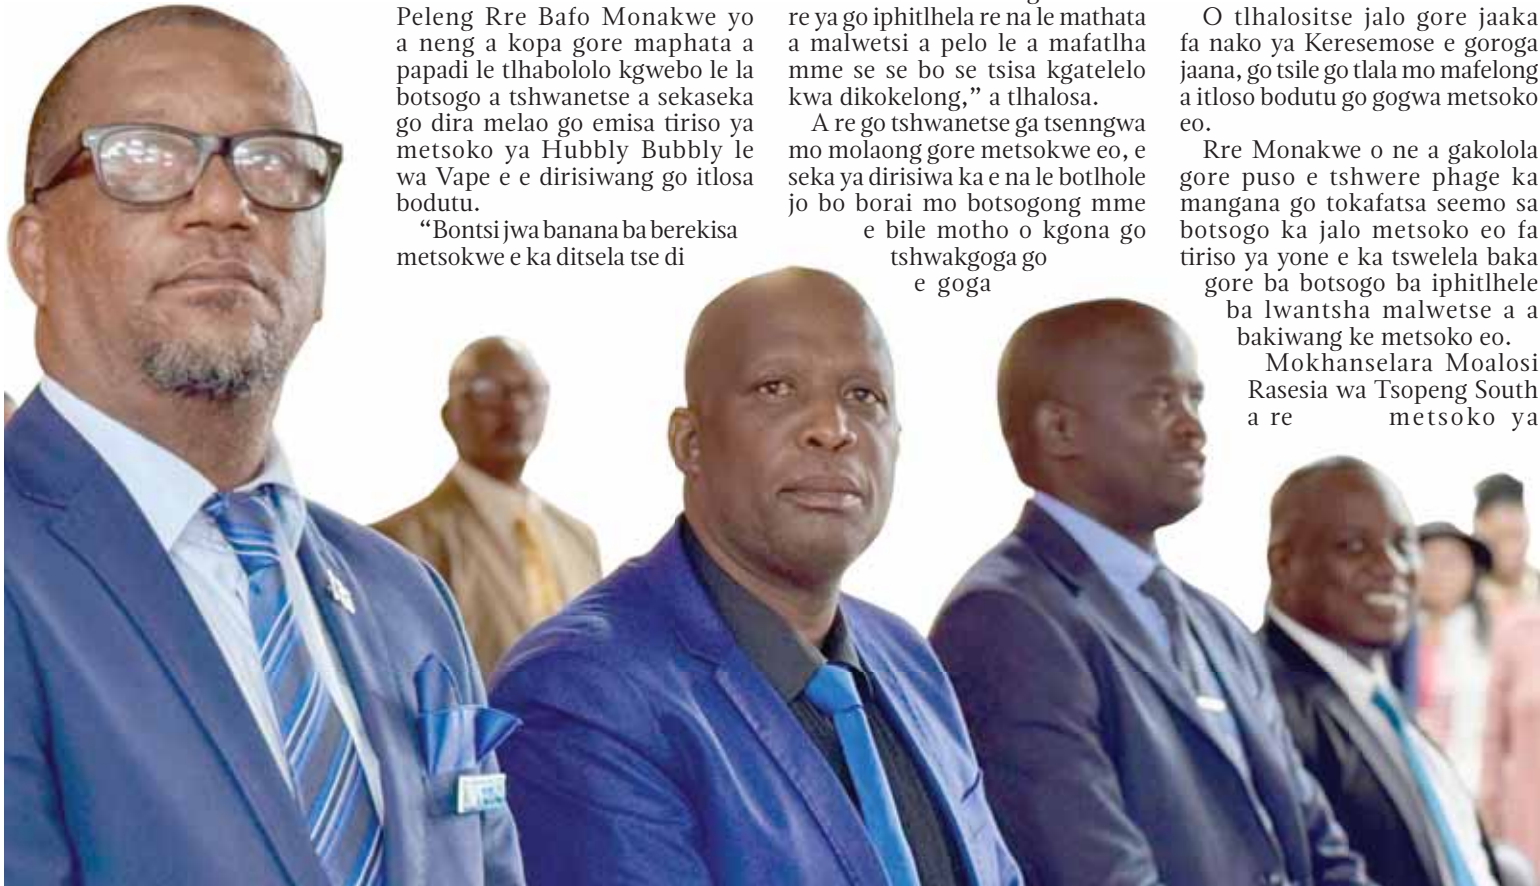 Peleng Rre Bafo Monakwe yo
a neng a kopa gore maphata a
papadi le tlhabololo kgwebo le la
botsogo a tshwanetse a sekaseka
go dira melao go emisa tiriso ya
metsoko ya Hubbly Bubbly le
wa Vape e e dirisiwang go itlosa
bodutu.
“Bontsi jwa banana ba berekisa
metsokwe e ka ditsela tse di
re ya go iphitlhela re na le mathata
a malwetsi a pelo le a mafatlha
mme se se bo se tsisa kgatelelo
kwa dikokelong,” a tlhalosa.
A re go tshwanetse ga tsenngwa
mo molaong gore metsokwe eo, e
seka ya dirisiwa ka e na le botlhole
jo bo borai mo botsogong mme
e bile motho o kgona go
tshwakgoga go
e goga
O tlhalositse jalo gore jaaka
fa nako ya Keresemose e goroga
jaana, go tsile go tlala mo mafelong
a itloso bodutu go gogwa metsoko
eo.
Rre Monakwe o ne a gakolola
gore puso e tshwere phage ka
mangana go tokafatsa seemo sa
botsogo ka jalo metsoko eo fa
tiriso ya yone e ka tswelela baka
gore ba botsogo ba iphitlhele
ba lwantsha malwetse a a
bakiwang ke metsoko eo.
Mokhanselara Moalosi
Rasesia wa Tsopeng South
a re metsoko ya